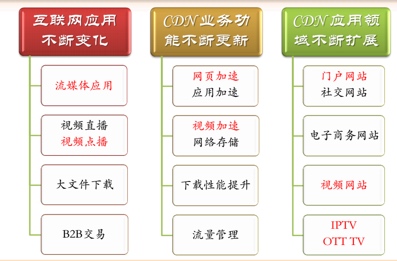 互联网应用
不断变化
流媒体应用
视频直播
视频点播
大文件下载
B2B交易
CDN业务功
能不断更新
网页加速
应用加速
视频加速
网络存储
下载性能提升
流量管理
CDN应用领
域不断扩展
门户网站
社交网站
电子商务网站
视频网站
IPTV
OTT TV